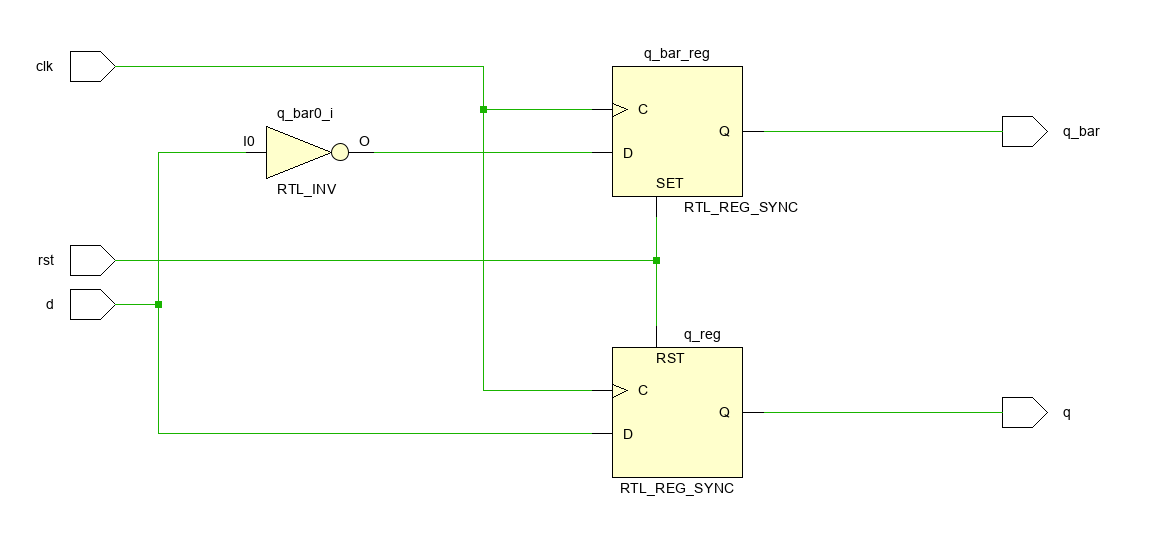 q_bar_reg
clk
C
q_bar0_i
Q
q_bar
I0
O
D
SET
RTL_INV
RTL_REG_SYNC
rst
d
q_reg
RST
C
Q
q
D
RTL_REG_SYNC